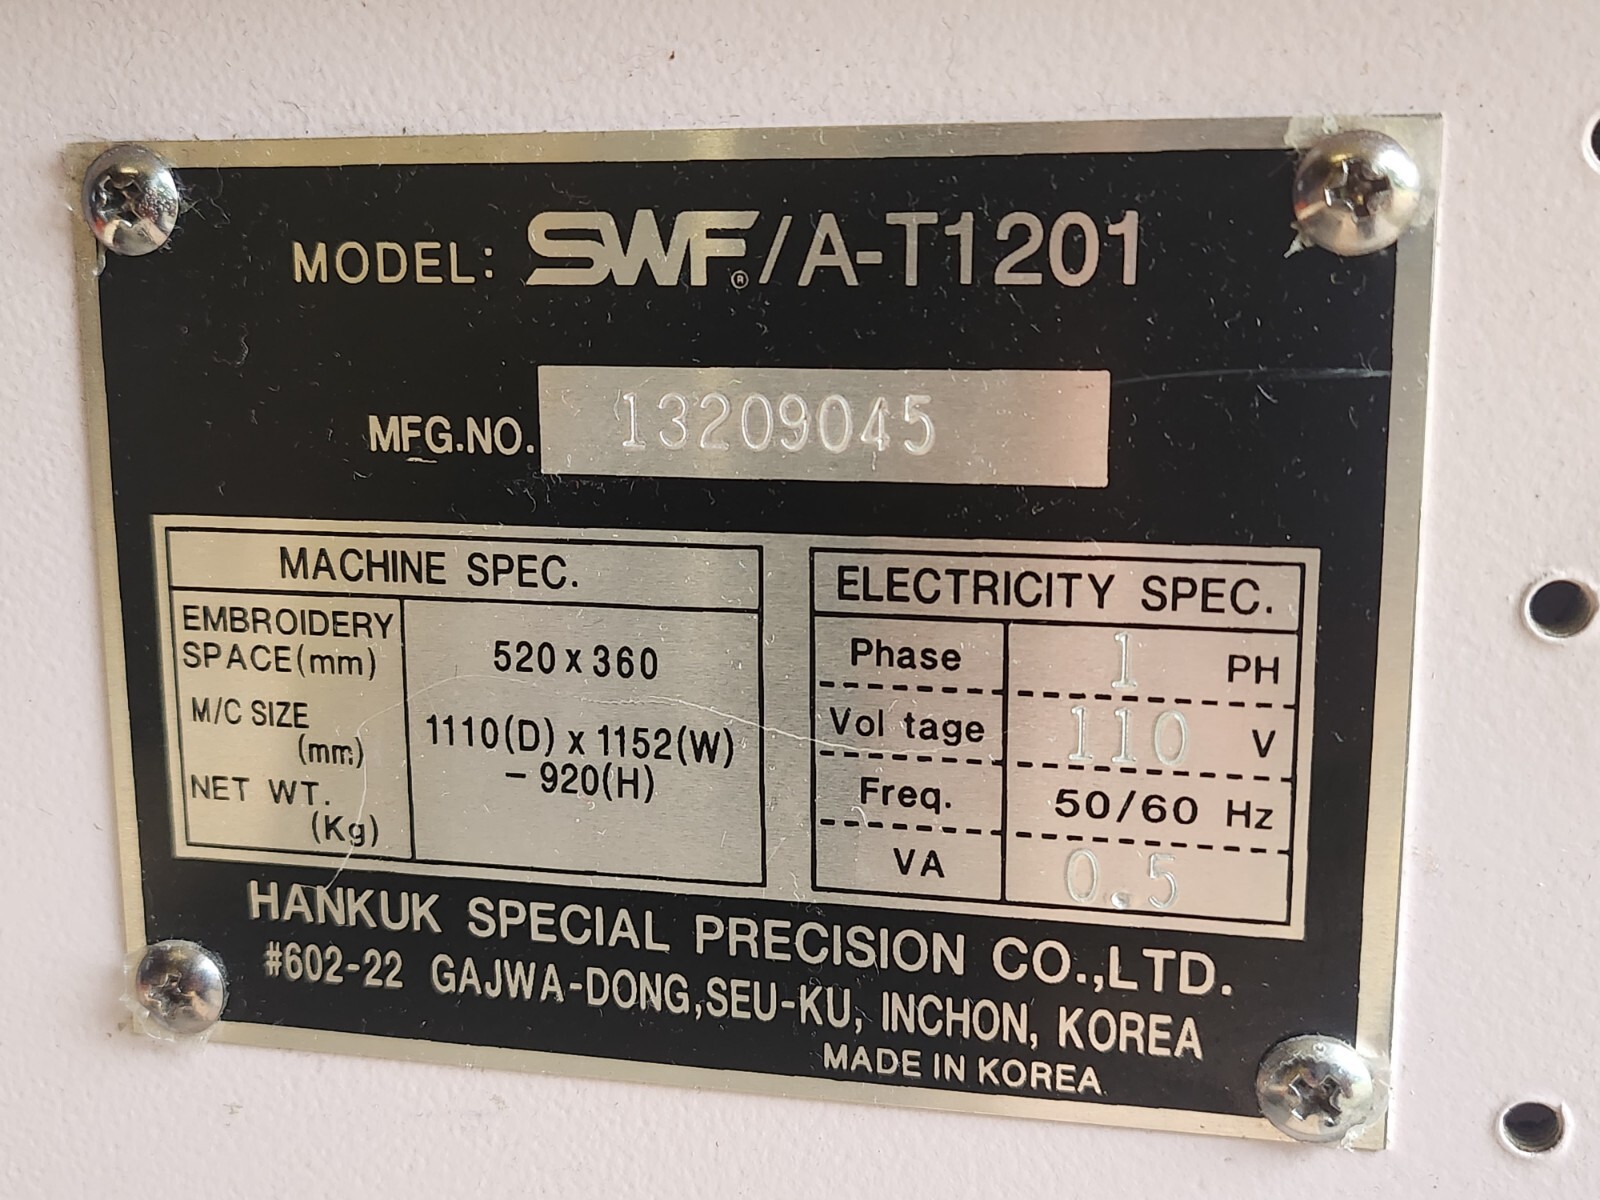 MODEL: SWF®/A-T1201
MFG.NO. 13209045
MACHINE SPEC.
EMBROIDERY SPACE(mm) 520 x 360
M/C SIZE (mm) 1110(D) x 1152(W) - 920(H)
NET WT. (Kg)
ELECTRICITY SPEC.
Phase 1 PH
Vol tage 110 V
Freq. 50/60 Hz
VA 0.5
HANKUK SPECIAL PRECISION CO.,LTD.
#602-22 GAJWA-DONG,SEU-KU, INCHON, KOREA
MADE IN KOREA